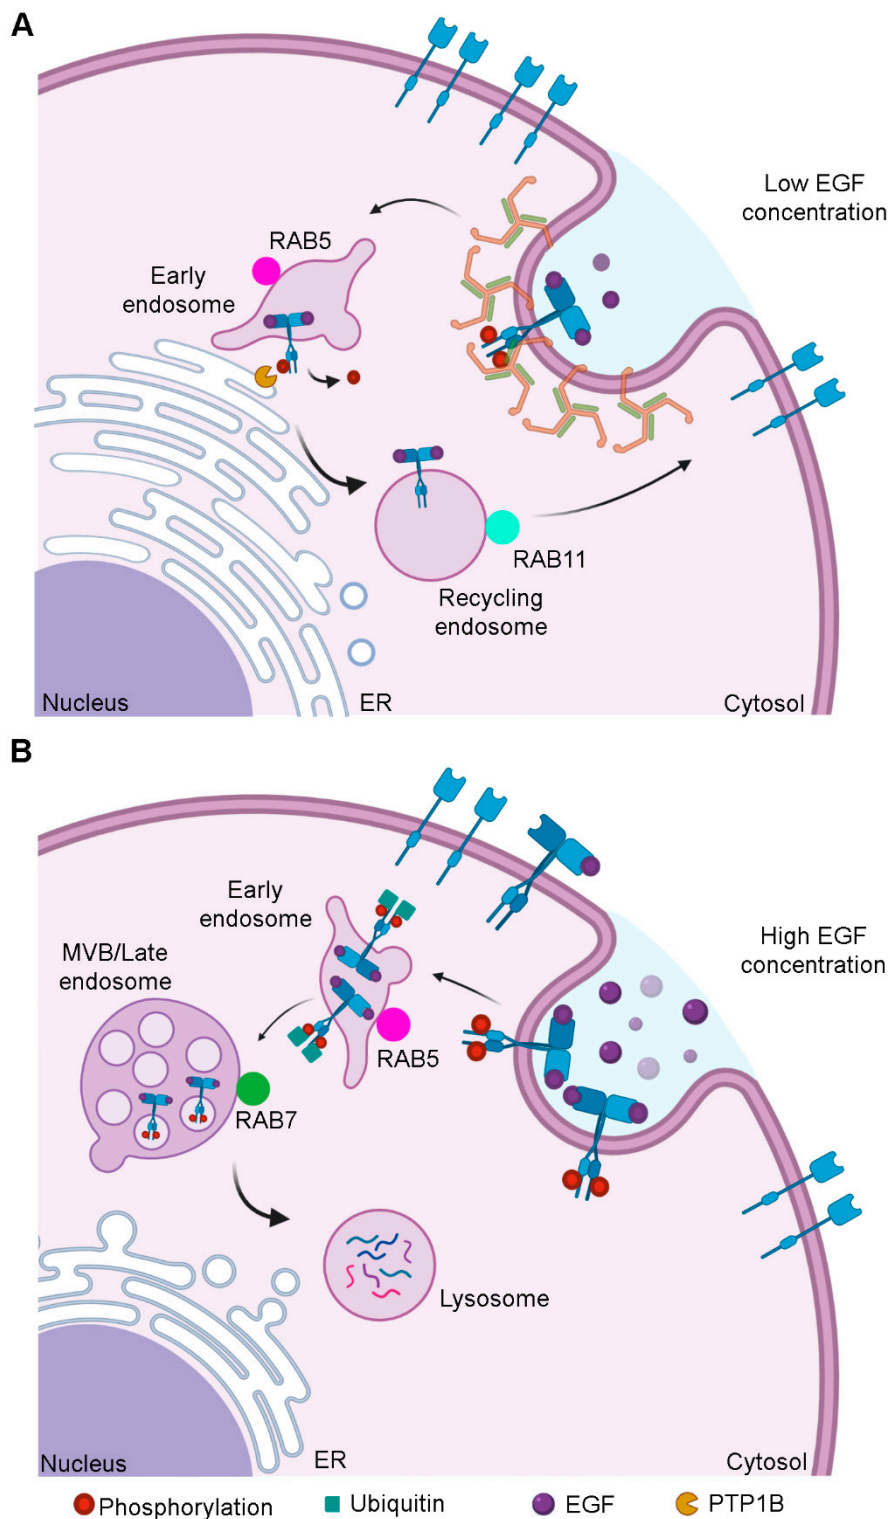 A
Low EGF
concentration
RAB5
Early
endosome
RAB11
Recycling
endosome
Nucleus
ER
Cytosol
B
Early
endosome
High EGF
concentration
MVB/Late
endosome
RAB5
RAB7
Lysosome
Nucleus
ER
Cytosol
Phosphorylation
Ubiquitin
EGF
PTP1B